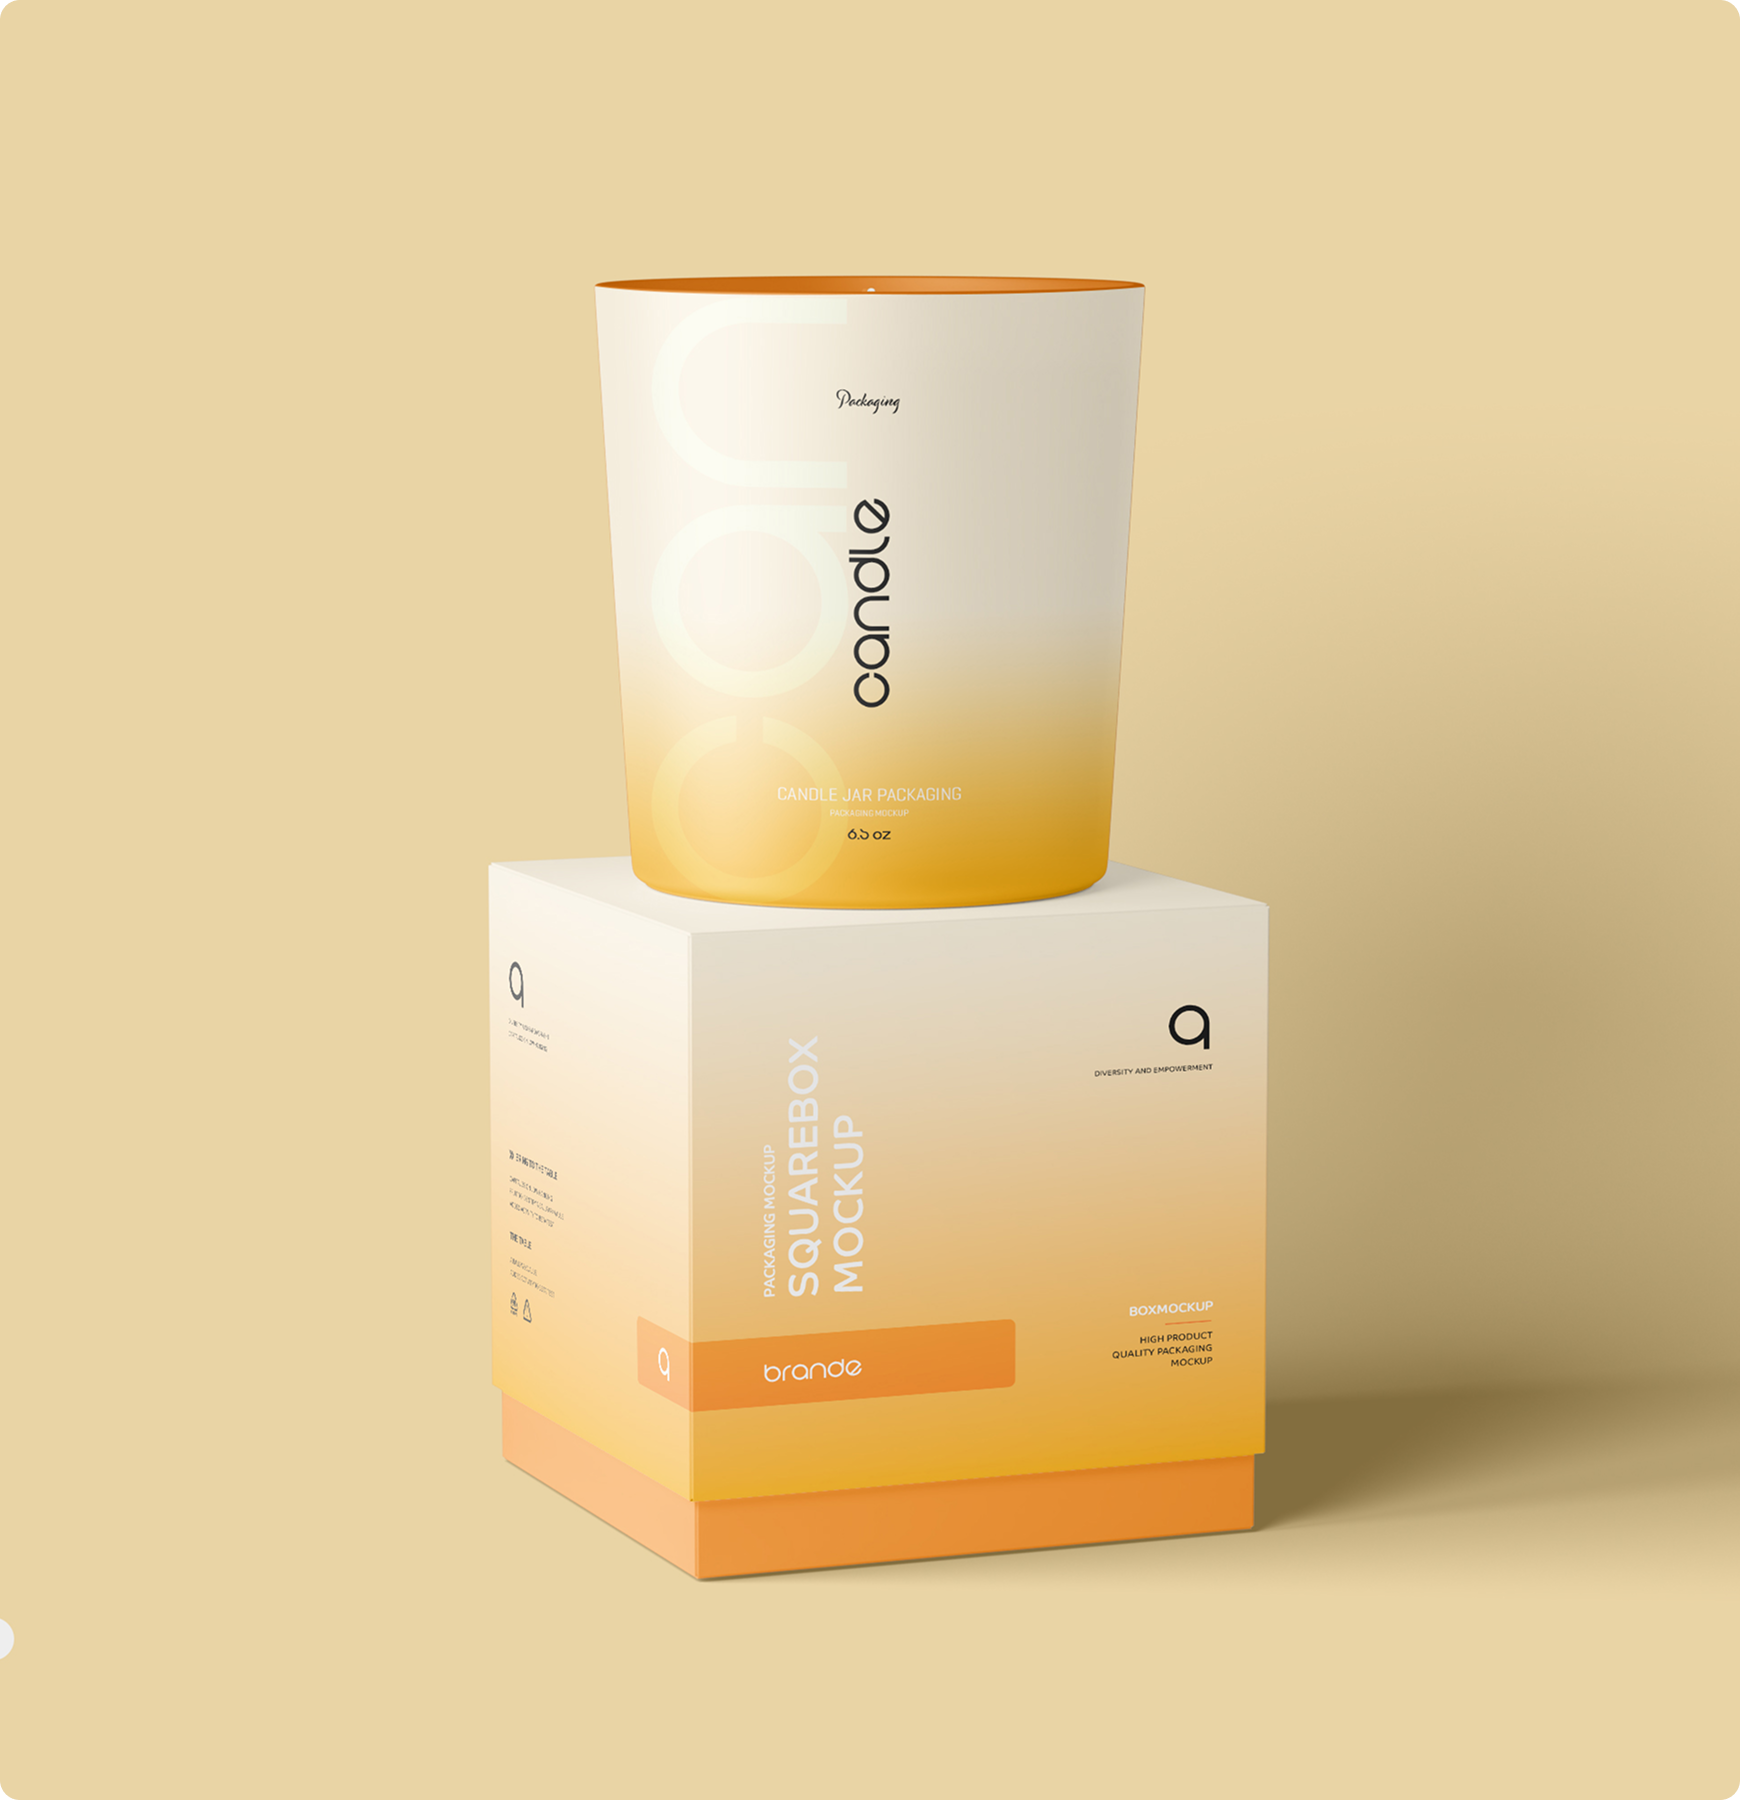 can
Packaging
candle
CANDLE JAR PACKAGING
PACKAGING MOCKUP
6.5 oz
q
q
DIVERSITY AND EMPOWERMENT
PACKAGING MOCKUP
SQUAREBOX
MOCKUP
BOXMOCKUP
HIGH PRODUCT
QUALITY PACKAGING
MOCKUP
q
brande